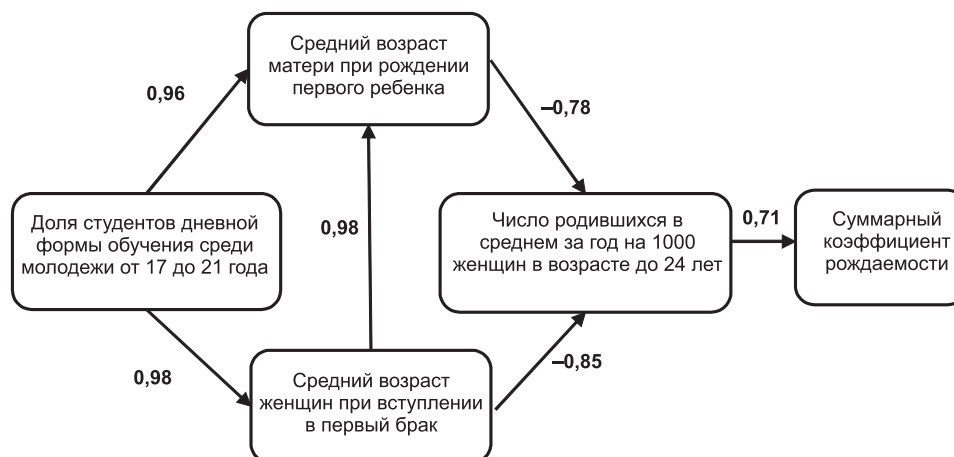 Средний возраст
матери при рождении
первого ребенка
0,96
–0,78
Доля студентов дневной
формы обучения среди
молодежи от 17 до 21 года
0,98
Число родившихся в
среднем за год на 1000
женщин в возрасте до 24 лет
0,71
Суммарный
коэффициент
рождаемости
0,98
–0,85
Средний возраст
женщин при вступлении
в первый брак